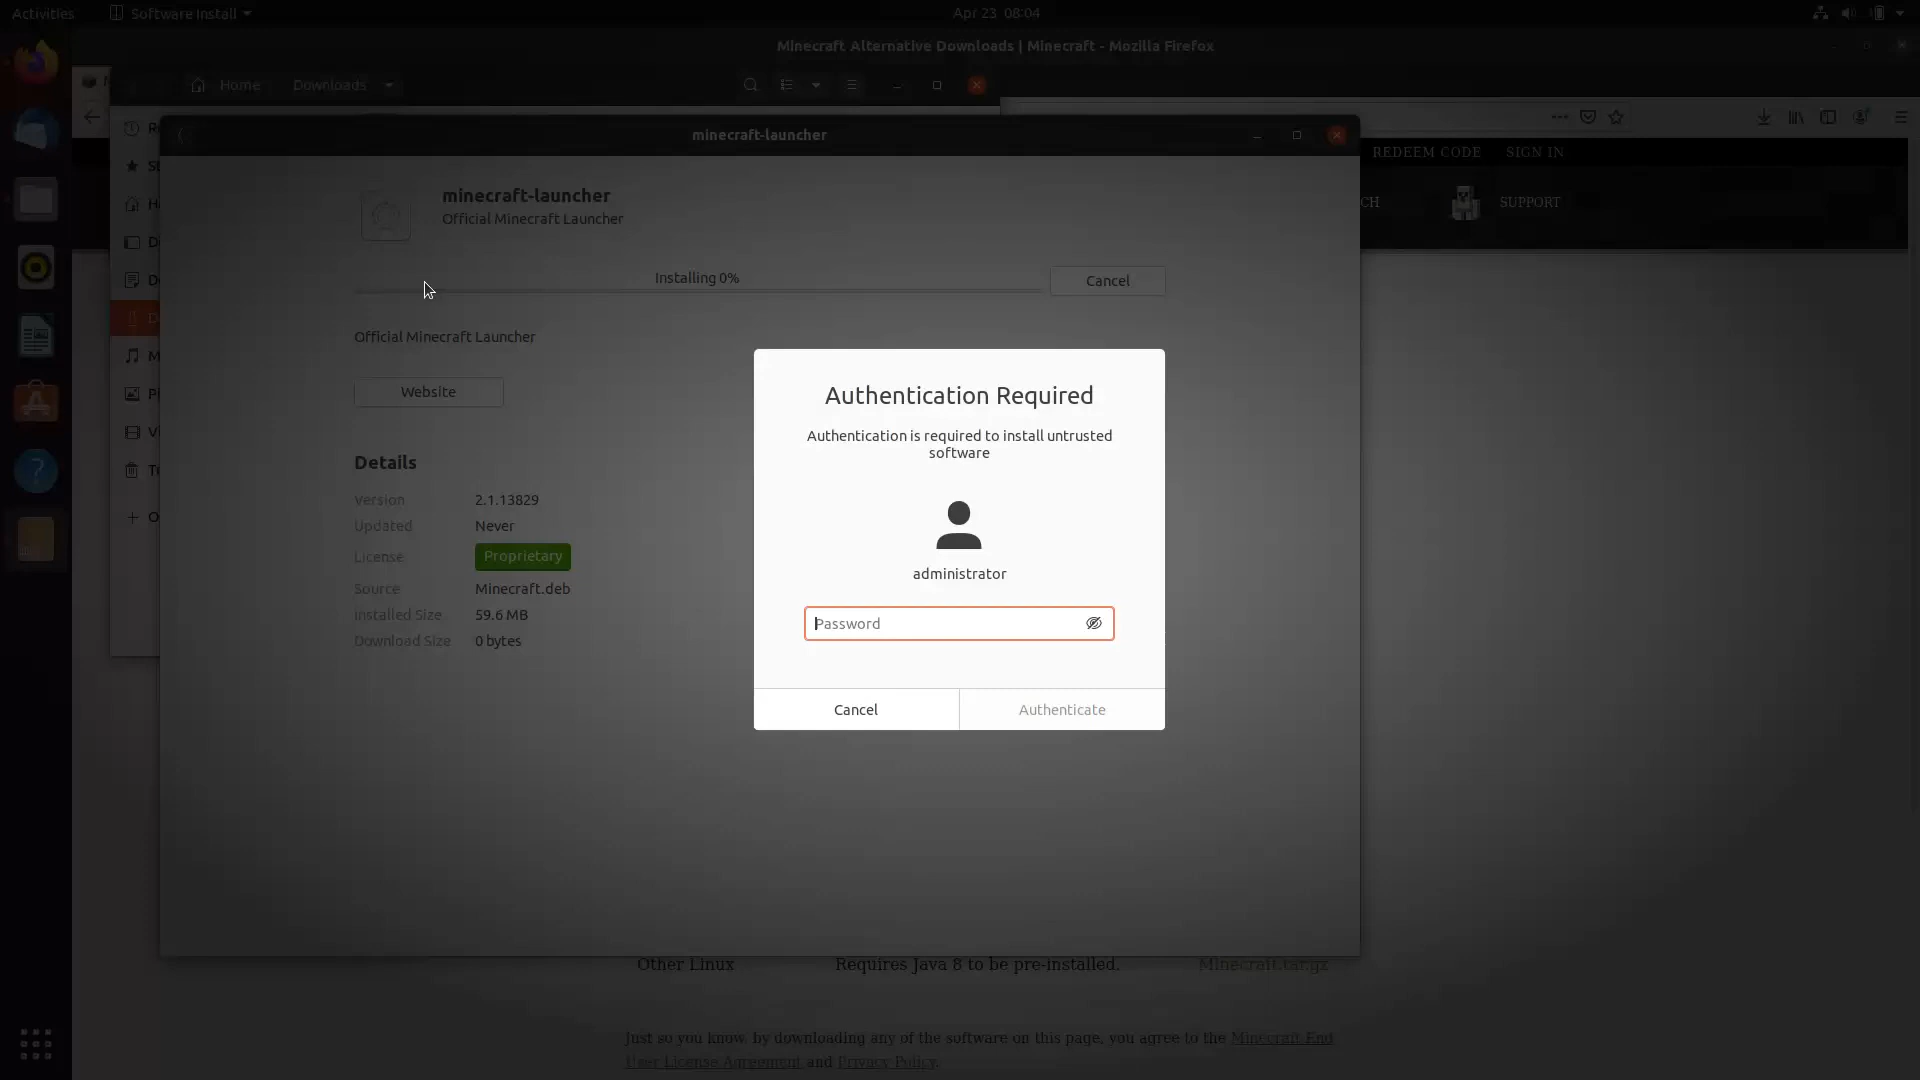 Activities
Software Install
Apr 23 08:04
Minecraft Alternative Downloads | Minecraft - Mozilla Firefox
Home
Downloads
minecraft-launcher
REDEEM CODE
SIGN IN
CH
SUPPORT
minecraft-launcher
Official Minecraft Launcher
Installing 0%
Cancel
Official Minecraft Launcher
Website
Details
Version 2.1.13829
Updated Never
License Proprietary
Source Minecraft.deb
Installed Size 59.6 MB
Download Size 0 bytes
Authentication Required
Authentication is required to install untrusted
software
administrator
Password
Cancel
Authenticate
Other Linux
Requires Java 8 to be pre-installed.
Minecraft.tar.gz
Just so you know, by downloading any of the software on this page, you agree to the Minecraft End
User License Agreement and Privacy Policy.